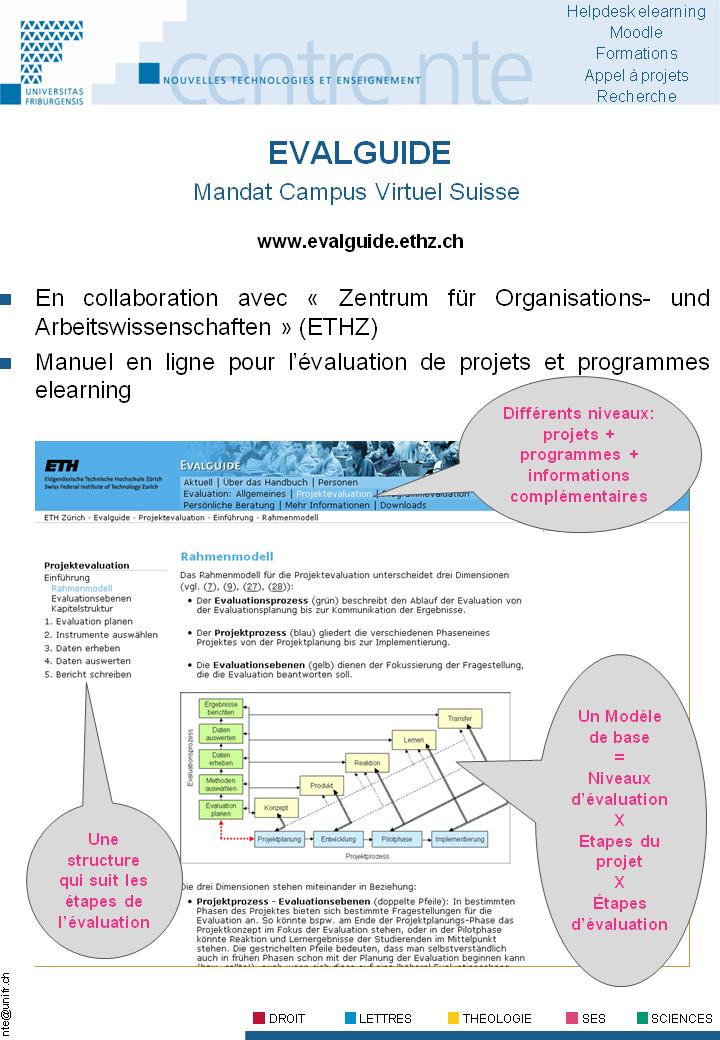 Helpdesk elearning
Moodle
Formations
Appel à projets
Recherche
UNIVERSITAS
FRIBURGENSIS
NOUVELLES TECHNOLOGIES ET ENSEIGNEMENT
centre nte
EVALGUIDE
Mandat Campus Virtuel Suisse
www.evalguide.ethz.ch
En collaboration avec « Zentrum für Organisations- und
Arbeitswissenschaften » (ETHZ)
Manuel en ligne pour l'évaluation de projets et programmes
elearning
Différents niveaux:
projets +
programmes +
informations
complémentaires
ETH
Eidgenössische Technische Hochschule Zürich
Swiss Federal Institute of Technology Zurich
EVALGUIDE
Aktuell | Über das Handbuch | Personen
Evaluation: Allgemeines | Projektevaluation | Programmevaluation
Persönliche Beratung | Mehr Informationen | Downloads
ETH Zürich - Evalguide - Projektevaluation - Einführung - Rahmenmodell
Projektevaluation
Einführung
Rahmenmodell
Evaluationsebenen
Kapitelstruktur
1. Evaluation planen
2. Instrumente auswählen
3. Daten erheben
4. Daten auswerten
5. Bericht schreiben
Rahmenmodell
Das Rahmenmodell für die Projektevaluation unterscheidet drei Dimensionen
(vgl. (7), (9), (27), (28)):
• Der Evaluationsprozess (grün) beschreibt den Ablauf der Evaluation von
der Evaluationsplanung bis zur Kommunikation der Ergebnisse.
• Der Projektprozess (blau) gliedert die verschiedenen Phaseneines
Projektes von der Projektplanung bis zur Implementierung.
• Die Evaluationsebenen (gelb) dienen der Fokussierung der Fragestellung,
die die Evaluation beantworten soll.
Evaluationsprozess
Ergebnisse
berichten
Daten
auswerten
Daten
erheben
Methoden
auswählen
Evaluation
planen
Transfer
Lernen
Reaktion
Produkt
Konzept
Projektplanung
Entwicklung
Pilotphase
Implementierung
Projektprozess
Un Modèle
de base
=
Niveaux
d'évaluation
X
Etapes du
projet
X
Étapes
d'évaluation
Une
structure
qui suit les
étapes de
l'évaluation
Die drei Dimensionen stehen miteinander in Beziehung:
• Projektprozess - Evaluationsebenen (doppelte Pfeile): In bestimmten
Phasen des Projektes bieten sich bestimmte Fragestellungen für die
Evaluation an. So könnte bspw. am Ende der Projektplanungs-Phase das
Projektkonzept im Fokus der Evaluation stehen, oder in der Pilotphase
könnte Reaktion und Lernergebnisse der Studierenden im Mittelpunkt
stehen. Die gestrichelten Pfeile bedeuten, dass man selbstverständlich
auch in frühen Phasen schon mit der Planung der Evaluation beginnen kann
nte@unifr.ch
DROIT
LETTRES
THEOLOGIE
SES
SCIENCES